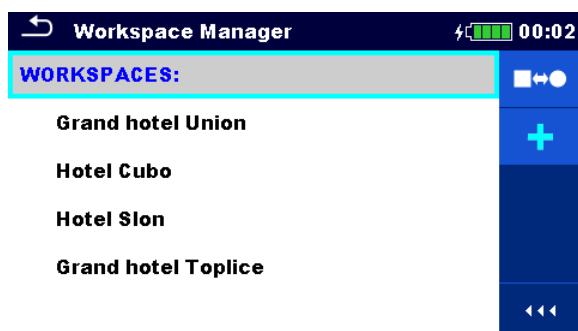 Workspace Manager 00:02
WORKSPACES:
Grand hotel Union
Hotel Cubo
Hotel Slon
Grand hotel Toplice